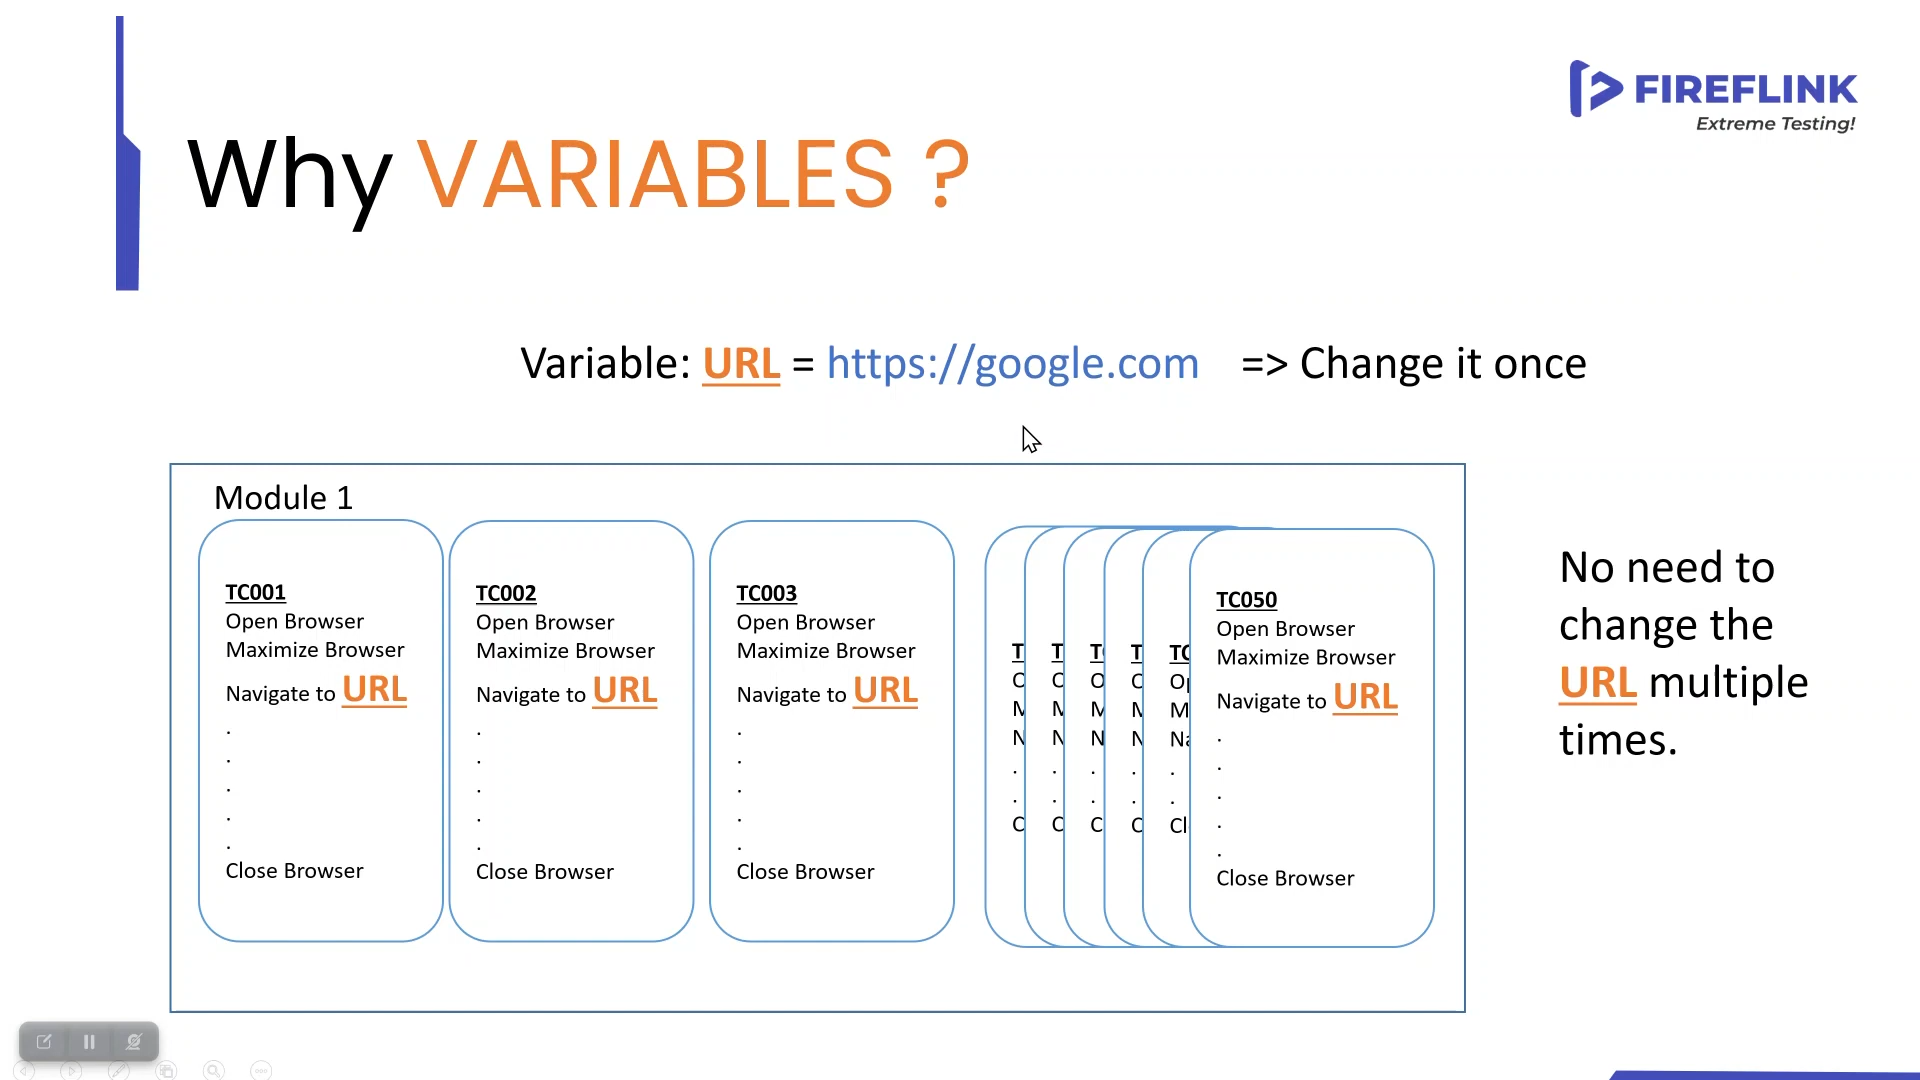 FIREFLINK
Extreme Testing!
Why VARIABLES ?
Variable: URL = https://google.com => Change it once
Module 1
TC001
Open Browser
Maximize Browser
Navigate to URL
.
.
.
.
.
Close Browser
TC002
Open Browser
Maximize Browser
Navigate to URL
.
.
.
.
.
Close Browser
TC003
Open Browser
Maximize Browser
Navigate to URL
.
.
.
.
.
Close Browser
TC050
Open Browser
Maximize Browser
Navigate to URL
.
.
.
.
.
Close Browser
No need to
change the
URL multiple
times.